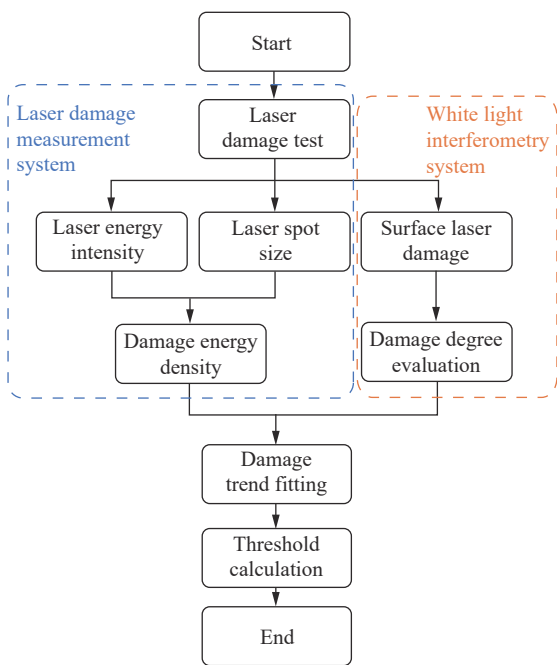 Start
Laser damage
measurement
system
Laser
damage test
White light
interferometry
system
Laser energy
intensity
Laser spot
size
Surface laser
damage
Damage energy
density
Damage degree
evaluation
Damage
trend fitting
Threshold
calculation
End